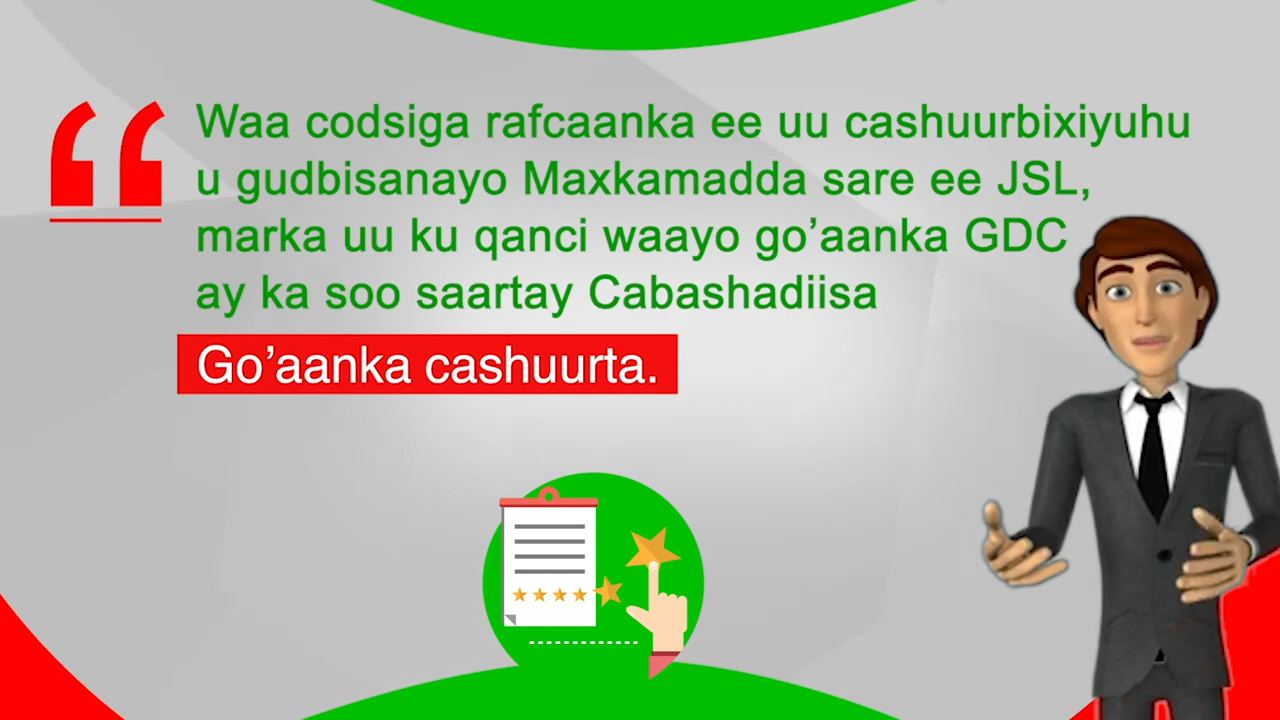 Waa codsiga rafcaanka ee uu cashuurbixiyuhu
u gudbisanayo Maxkamadda sare ee JSL,
marka uu ku qanci waayo go’aanka GDC
ay ka soo saartay Cabashadiisa
Go’aanka cashuurta.